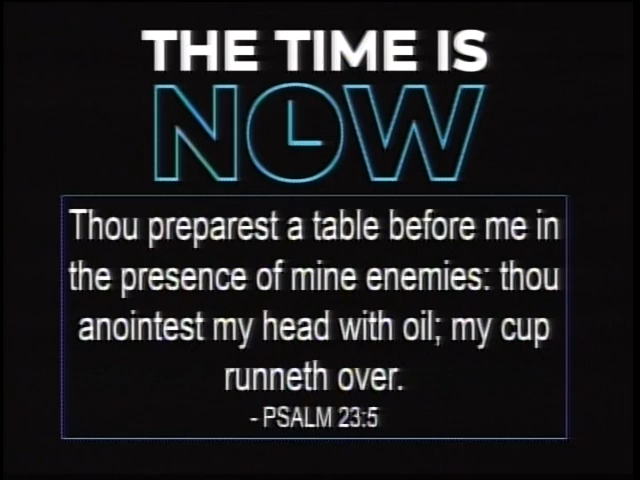 THE TIME IS
NOW
Thou preparest a table before me in
the presence of mine enemies: thou
anointest my head with oil; my cup
runneth over.
- PSALM 23:5